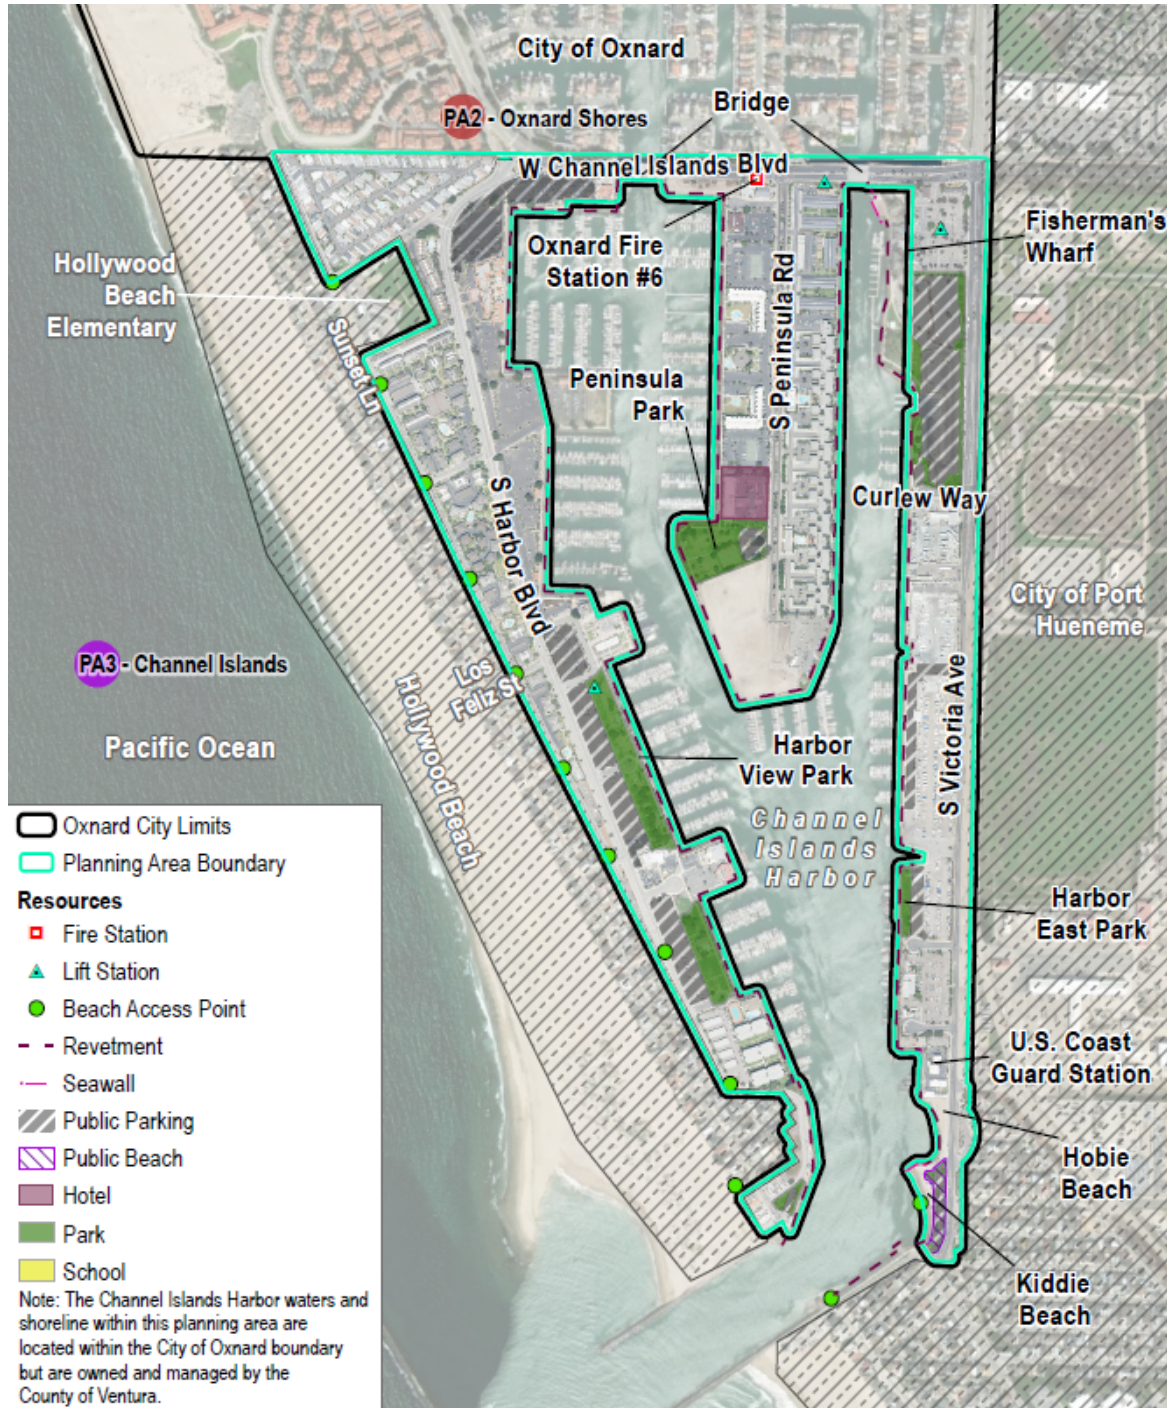 City of Oxnard
Bridge
PA2 - Oxnard Shores
W Channel Islands Blvd
Fisherman's
Wharf
Oxnard Fire
Station #6
Hollywood
Beach
Elementary
Sunset Ln
S Peninsula Rd
Peninsula
Park
Curlew Way
S Harbor Blvd
City of Port
Hueneme
PA3 - Channel Islands
Los
Feliz St
Hollywood Beach
S Victoria Ave
Pacific Ocean
Harbor
View Park
Channel
Islands
Harbor
Harbor
East Park
U.S. Coast
Guard Station
Hobie
Beach
Kiddie
Beach
Oxnard City Limits
Planning Area Boundary
Resources
Fire Station
Lift Station
Beach Access Point
Revetment
Seawall
Public Parking
Public Beach
Hotel
Park
School
Note: The Channel Islands Harbor waters and
shoreline within this planning area are
located within the City of Oxnard boundary
but are owned and managed by the
County of Ventura.